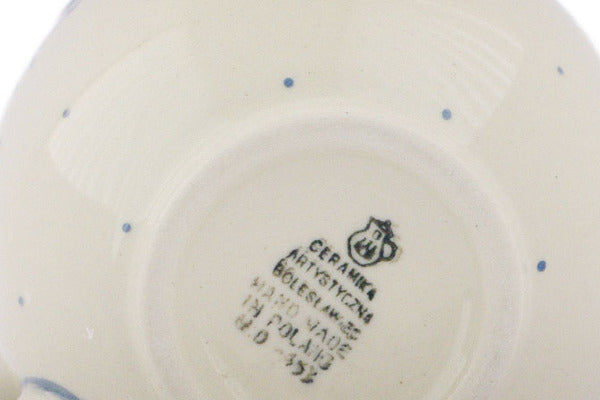 CERAMIKA
ARTYSTYCZNA
BOLESŁAWIEC
HAND MADE
IN POLAND